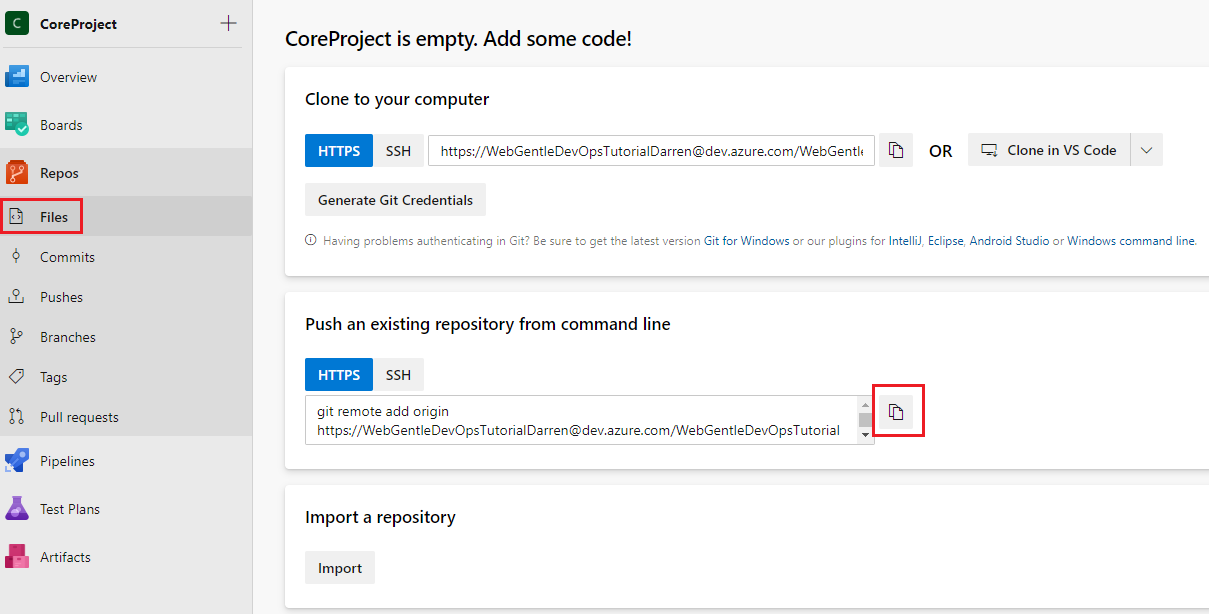 C CoreProject
Overview
Boards
Repos
Files
Commits
Pushes
Branches
Tags
Pull requests
Pipelines
Test Plans
Artifacts
CoreProject is empty. Add some code!
Clone to your computer
HTTPS SSH https://WebGentleDevOpsTutorialDarren@dev.azure.com/WebGentle OR Clone in VS Code
Generate Git Credentials
Having problems authenticating in Git? Be sure to get the latest version Git for Windows or our plugins for IntelliJ, Eclipse, Android Studio or Windows command line.
Push an existing repository from command line
HTTPS SSH
git remote add origin
https://WebGentleDevOpsTutorialDarren@dev.azure.com/WebGentleDevOpsTutorial
Import a repository
Import